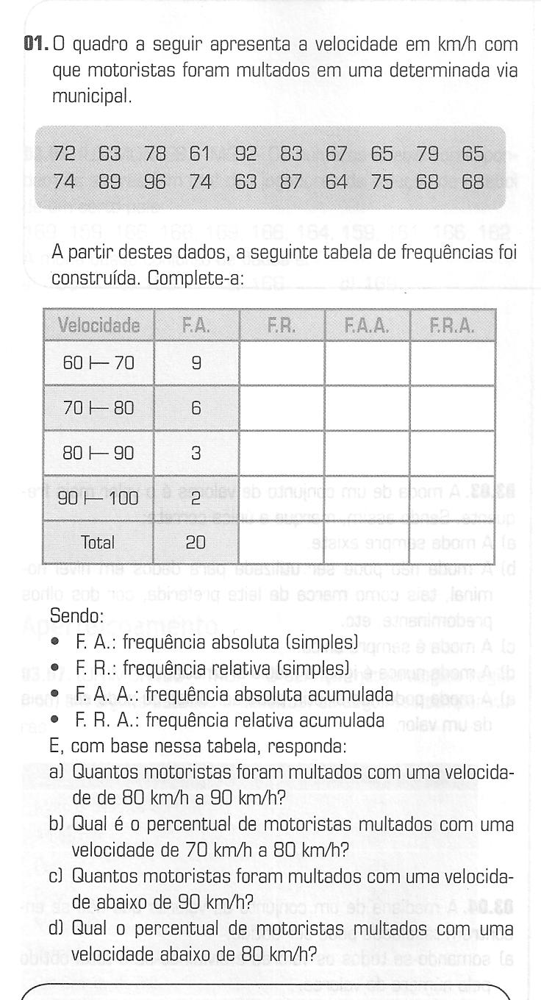 01. O quadro a seguir apresenta a velocidade em km/h com
que motoristas foram multados em uma determinada via
municipal.
72 63 78 61 92 83 67 65 79 65
74 89 96 74 63 87 64 75 68 68
A partir destes dados, a seguinte tabela de frequências foi
construída. Complete-a:
Velocidade F.A. F.R. F.A.A. F.R.A.
60 ⊢ 70 9
70 ⊢ 80 6
80 ⊢ 90 3
90 ⊢ 100 2
Total 20
Sendo:
• F. A.: frequência absoluta (simples)
• F. R.: frequência relativa (simples)
• F. A. A.: frequência absoluta acumulada
• F. R. A.: frequência relativa acumulada
E, com base nessa tabela, responda:
a) Quantos motoristas foram multados com uma velocida-
de de 80 km/h a 90 km/h?
b) Qual é o percentual de motoristas multados com uma
velocidade de 70 km/h a 80 km/h?
c) Quantos motoristas foram multados com uma velocida-
de abaixo de 90 km/h?
d) Qual o percentual de motoristas multados com uma
velocidade abaixo de 80 km/h?